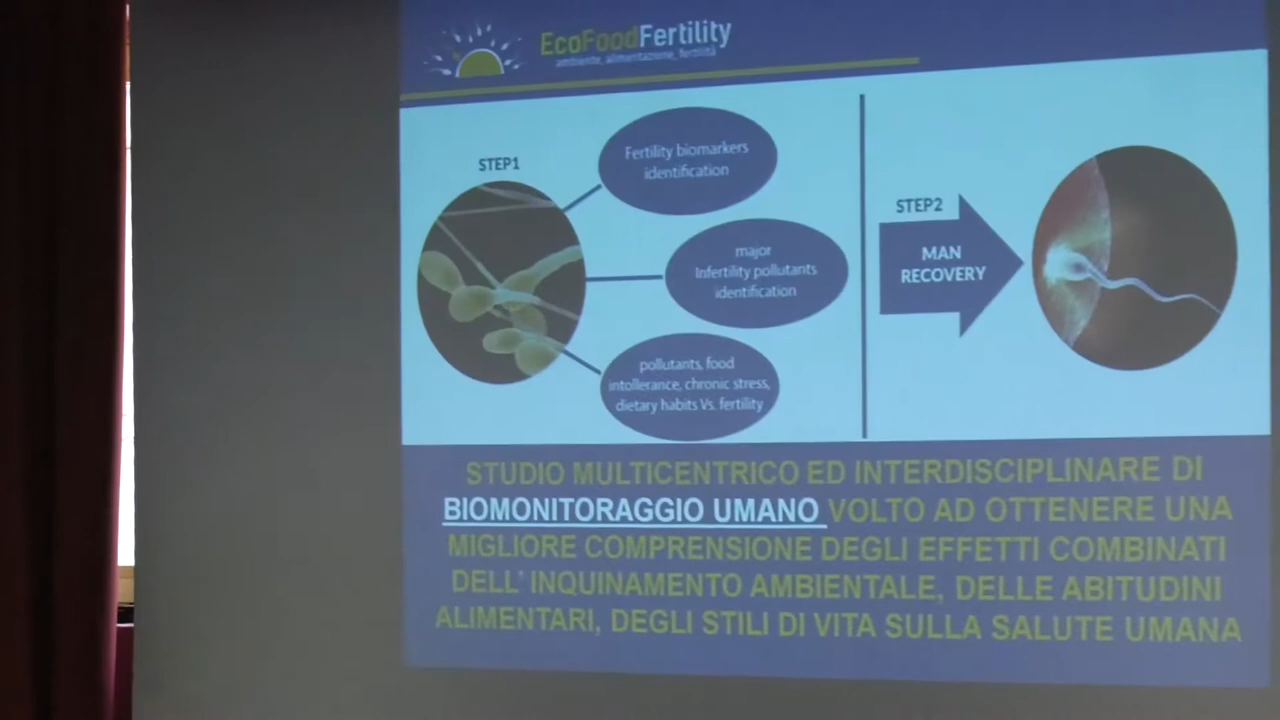 EcoFoodFertility
ambiente, alimentazione, fertilità
STEP1
Fertility biomarkers
identification
major
Infertility pollutants
identification
pollutants, food
intollerance, chronic stress,
dietary habits Vs. fertility
STEP2
MAN
RECOVERY
STUDIO MULTICENTRICO ED INTERDISCIPLINARE DI
BIOMONITORAGGIO UMANO VOLTO AD OTTENERE UNA
MIGLIORE COMPRENSIONE DEGLI EFFETTI COMBINATI
DELL' INQUINAMENTO AMBIENTALE, DELLE ABITUDINI
ALIMENTARI, DEGLI STILI DI VITA SULLA SALUTE UMANA